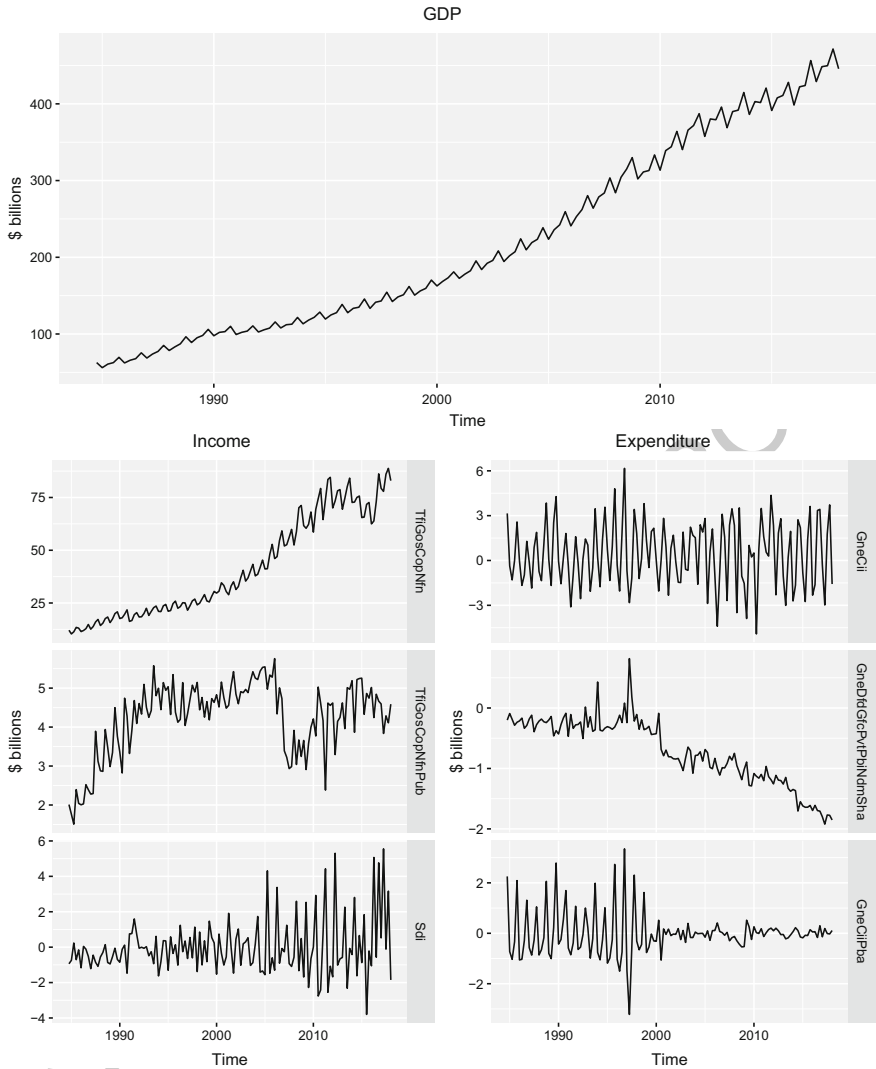 GDP
$ billions
400
300
200
100
1990
2000
2010
Time
Income
$ billions
75
50
25
TfiGosCopNfn
5
4
3
2
TfiGosCopNfnPub
6
4
2
0
−2
−4
Sdi
1990
2000
2010
Time
Expenditure
$ billions
6
3
0
−3
GneCii
0
−1
−2
GneDfdGfcPvtPbiNdmSha
2
0
−2
GneCiiPba
1990
2000
2010
Time